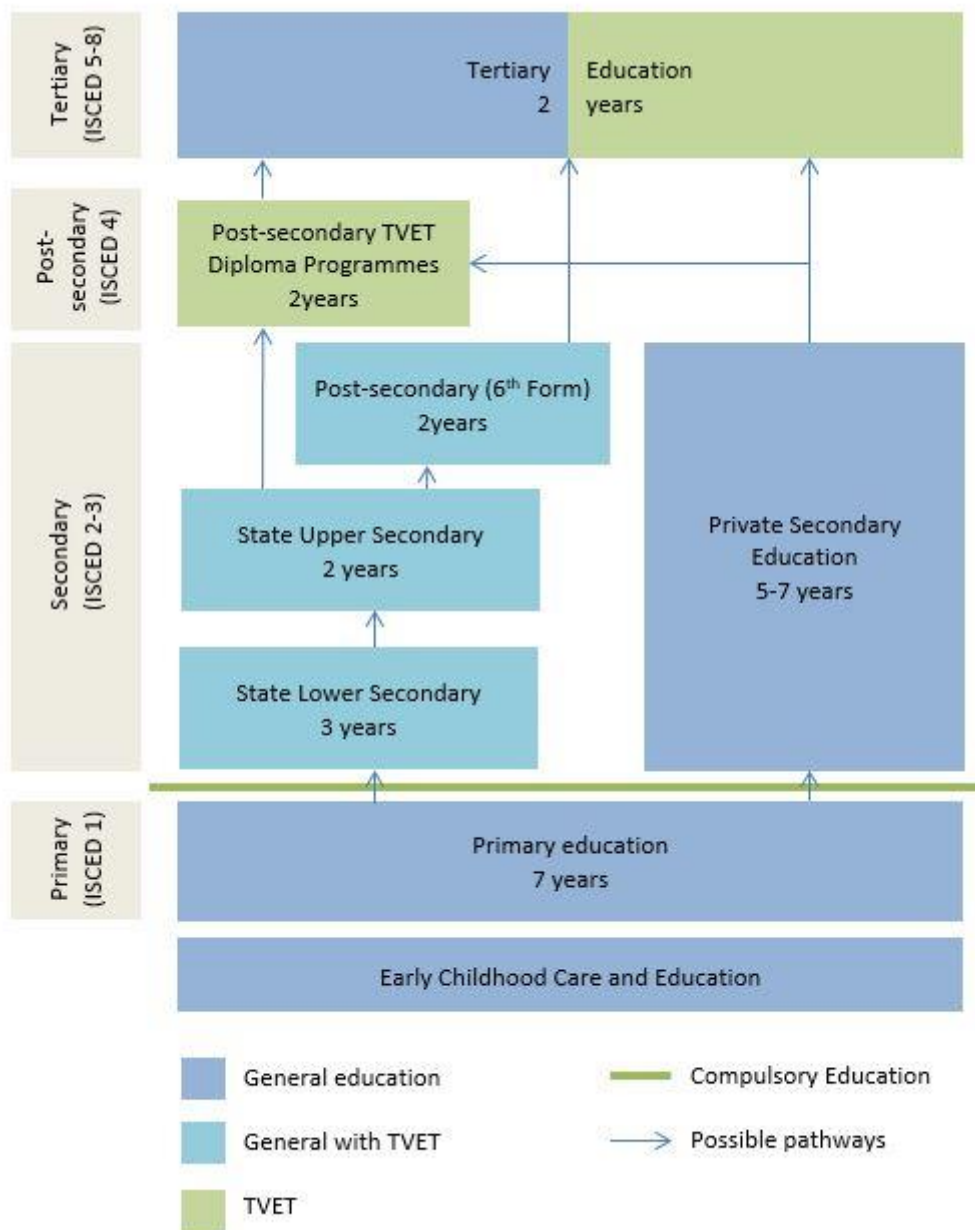 Tertiary
(ISCED 5-8)
Tertiary
2
Education
years
Post-
secondary
(ISCED 4)
Post-secondary TVET
Diploma Programmes
2years
Secondary
(ISCED 2-3)
Post-secondary (6th Form)
2years
State Upper Secondary
2 years
Private Secondary
Education
5-7 years
State Lower Secondary
3 years
Primary
(ISCED 1)
Primary education
7 years
Early Childhood Care and Education
General education
Compulsory Education
General with TVET
Possible pathways
TVET